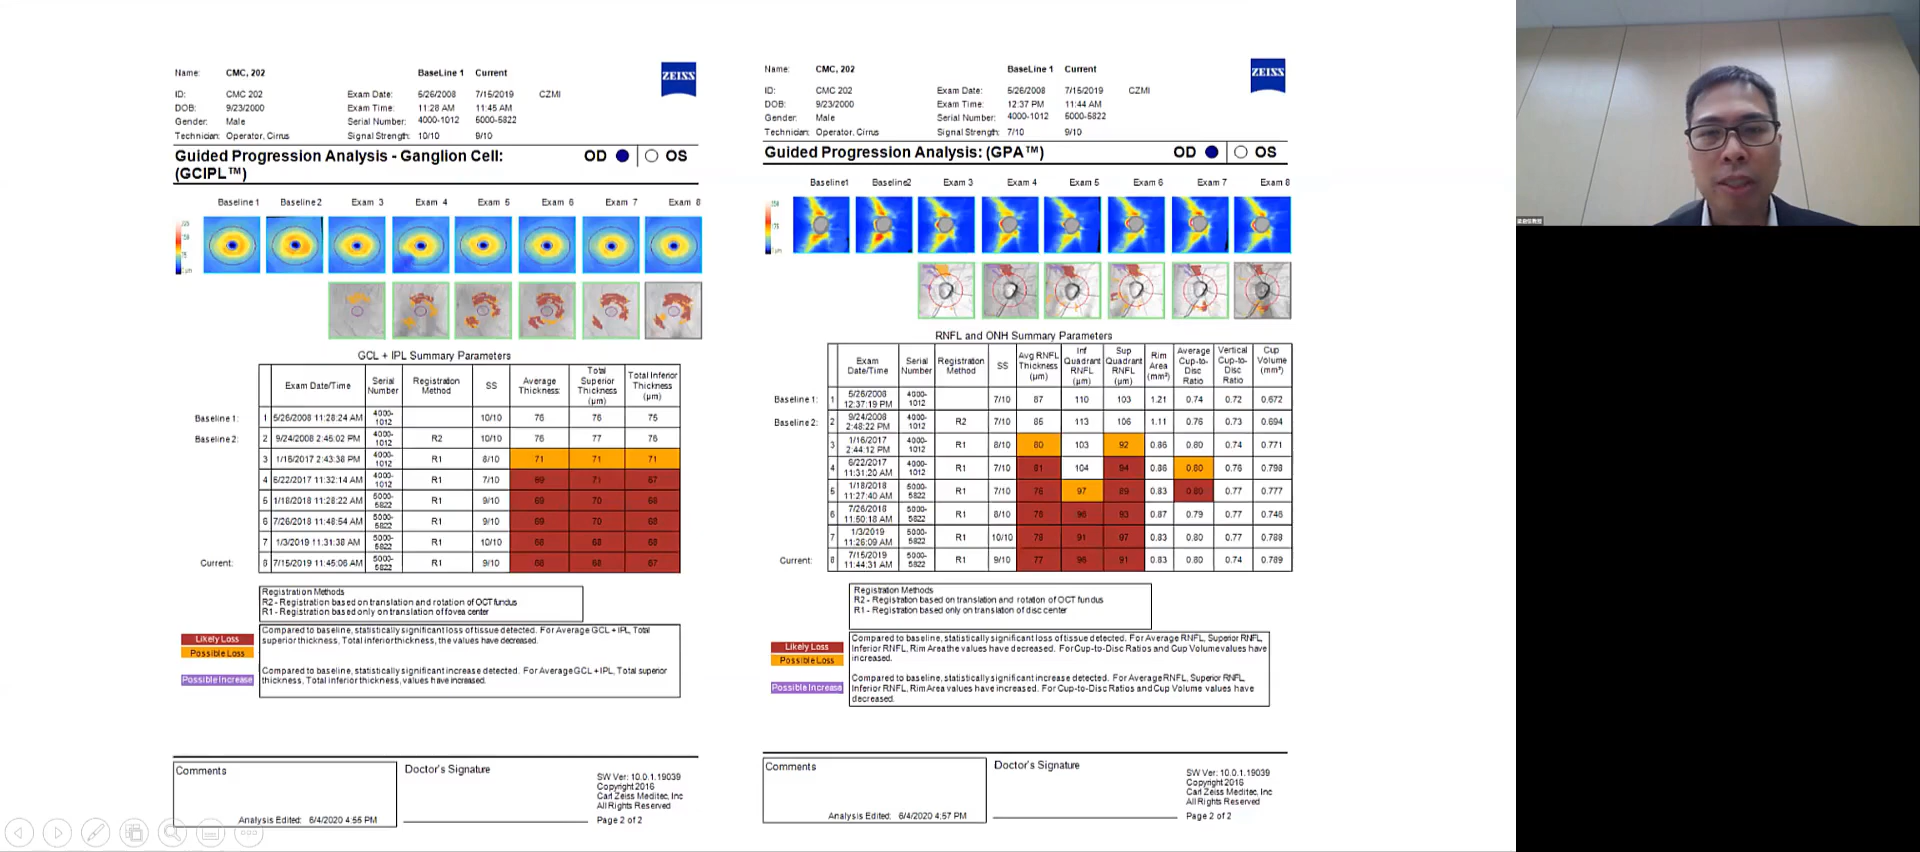 Name: CMC, 202 BaseLine 1 Current
ZEISS
ID: CMC 202 Exam Date: 5/26/2008 7/15/2019 CZMI
DOB: 9/23/2000 Exam Time: 11:28 AM 11:45 AM
Gender: Male Serial Number: 4000-1012 5000-5822
Technician: Operator, Cirrus Signal Strength: 10/10 9/10
Guided Progression Analysis - Ganglion Cell: OD OS
(GCIPL™)
Baseline 1 Baseline 2 Exam 3 Exam 4 Exam 5 Exam 6 Exam 7 Exam 8
GCL + IPL Summary Parameters
Exam Date/Time Serial Number Registration Method SS Average Thickness Total Superior Thickness (µm) Total Inferior Thickness (µm)
Baseline 1: 1 5/26/2008 11:28:24 AM 4000-1012 10/10 76 76 75
Baseline 2: 2 9/24/2008 2:45:02 PM 4000-1012 R2 10/10 76 77 76
3 1/16/2017 2:43:38 PM 4000-1012 R1 8/10 71 71 71
4 6/22/2017 11:32:14 AM 4000-1012 R1 7/10 69 71 67
5 1/18/2018 11:28:22 AM 5000-5822 R1 9/10 69 70 68
6 7/26/2018 11:48:54 AM 5000-5822 R1 9/10 69 70 68
7 1/3/2019 11:31:38 AM 5000-5822 R1 10/10 68 68 68
Current: 8 7/15/2019 11:45:06 AM 5000-5822 R1 9/10 68 68 67
Registration Methods
R2 - Registration based on translation and rotation of OCT fundus
R1 - Registration based only on translation of fovea center
Likely Loss
Possible Loss
Possible Increase
Compared to baseline, statistically significant loss of tissue detected. For Average GCL + IPL, Total
superior thickness, Total inferior thickness, the values have decreased.
Compared to baseline, statistically significant increase detected. For Average GCL + IPL, Total superior
thickness, Total inferior thickness, values have increased.
Comments
Doctor's Signature
SW Ver: 10.0.1.19039
Copyright 2016
Carl Zeiss Meditec, Inc
All Rights Reserved
Analysis Edited: 6/4/2020 4:55 PM
Page 2 of 2
Name: CMC, 202 BaseLine 1 Current
ZEISS
ID: CMC 202 Exam Date: 5/26/2008 7/15/2019 CZMI
DOB: 9/23/2000 Exam Time: 12:37 PM 11:44 AM
Gender: Male Serial Number: 4000-1012 5000-5822
Technician: Operator, Cirrus Signal Strength: 7/10 9/10
Guided Progression Analysis: (GPA™) OD OS
Baseline1 Baseline2 Exam 3 Exam 4 Exam 5 Exam 6 Exam 7 Exam 8
RNFL and ONH Summary Parameters
Exam Date/Time Serial Number Registration Method SS Avg RNFL Thickness (µm) Inf Quadrant RNFL (µm) Sup Quadrant RNFL (µm) Rim Area (mm²) Average Cup-to-Disc Ratio Vertical Cup-to-Disc Ratio Cup Volume (mm³)
Baseline 1: 1 5/26/2008 12:37:19 PM 4000-1012 7/10 87 110 103 1.21 0.74 0.72 0.672
Baseline 2: 2 9/24/2008 2:48:22 PM 4000-1012 R2 7/10 85 113 106 1.11 0.76 0.73 0.694
3 1/16/2017 2:44:12 PM 4000-1012 R1 8/10 80 103 92 0.86 0.80 0.74 0.771
4 6/22/2017 11:31:20 AM 4000-1012 R1 7/10 81 104 94 0.86 0.80 0.76 0.798
5 1/18/2018 11:27:40 AM 5000-5822 R1 7/10 76 97 89 0.83 0.80 0.77 0.777
6 7/26/2018 11:50:18 AM 5000-5822 R1 8/10 78 96 93 0.87 0.79 0.77 0.746
7 1/3/2019 11:26:09 AM 5000-5822 R1 10/10 79 91 97 0.83 0.80 0.77 0.788
Current: 8 7/15/2019 11:44:31 AM 5000-5822 R1 9/10 77 96 91 0.83 0.80 0.74 0.789
Registration Methods
R2 - Registration based on translation and rotation of OCT fundus
R1 - Registration based only on translation of disc center
Likely Loss
Possible Loss
Possible Increase
Compared to baseline, statistically significant loss of tissue detected. For Average RNFL, Superior RNFL,
Inferior RNFL, Rim Area the values have decreased. For Cup-to-Disc Ratios and Cup Volume values have
increased.
Compared to baseline, statistically significant increase detected. For Average RNFL, Superior RNFL,
Inferior RNFL, Rim Area values have increased. For Cup-to-Disc Ratios and Cup Volume values have
decreased.
Comments
Doctor's Signature
SW Ver: 10.0.1.19039
Copyright 2016
Carl Zeiss Meditec, Inc
All Rights Reserved
Analysis Edited: 6/4/2020 4:57 PM
Page 2 of 2